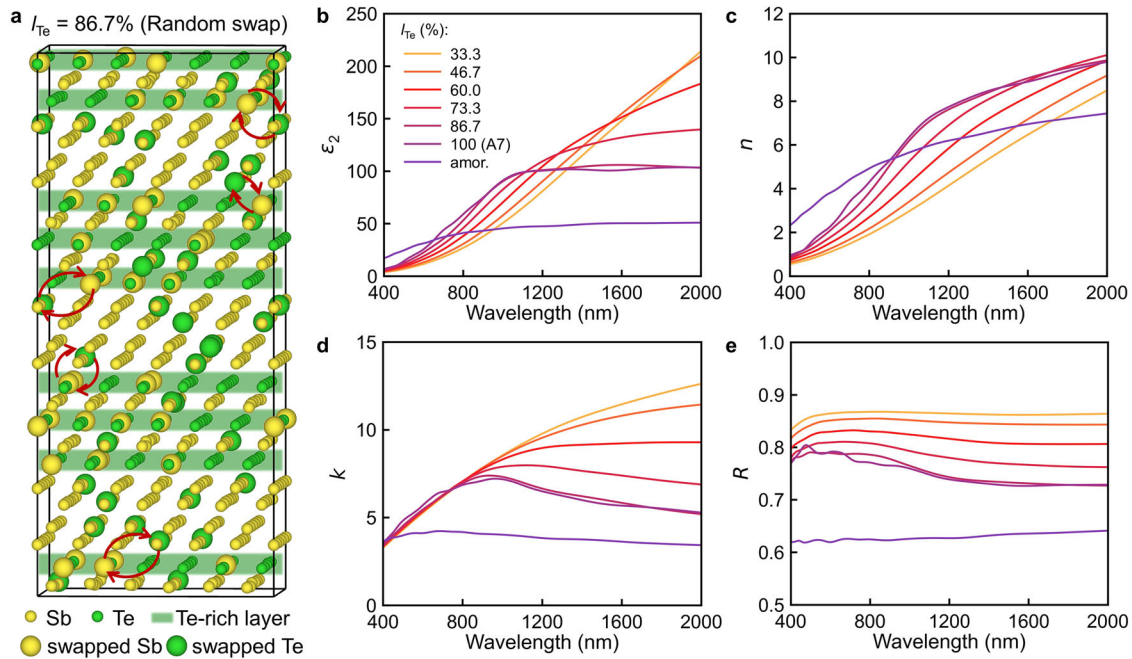 a
l_Te = 86.7% (Random swap)
Sb Te Te-rich layer
swapped Sb swapped Te
b
l_Te (%):
33.3
46.7
60.0
73.3
86.7
100 (A7)
amor.
ε₂
250
200
150
100
50
0
400 800 1200 1600 2000
Wavelength (nm)
c
n
12
10
8
6
4
2
0
400 800 1200 1600 2000
Wavelength (nm)
d
k
15
10
5
0
400 800 1200 1600 2000
Wavelength (nm)
e
R
1.0
0.9
0.8
0.7
0.6
0.5
400 800 1200 1600 2000
Wavelength (nm)